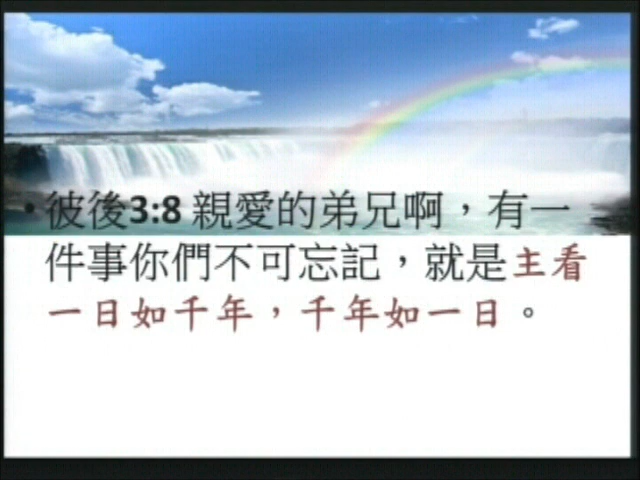 • 彼後3:8 親愛的弟兄啊，有一
件事你們不可忘記，就是主看
一日如千年，千年如一日。